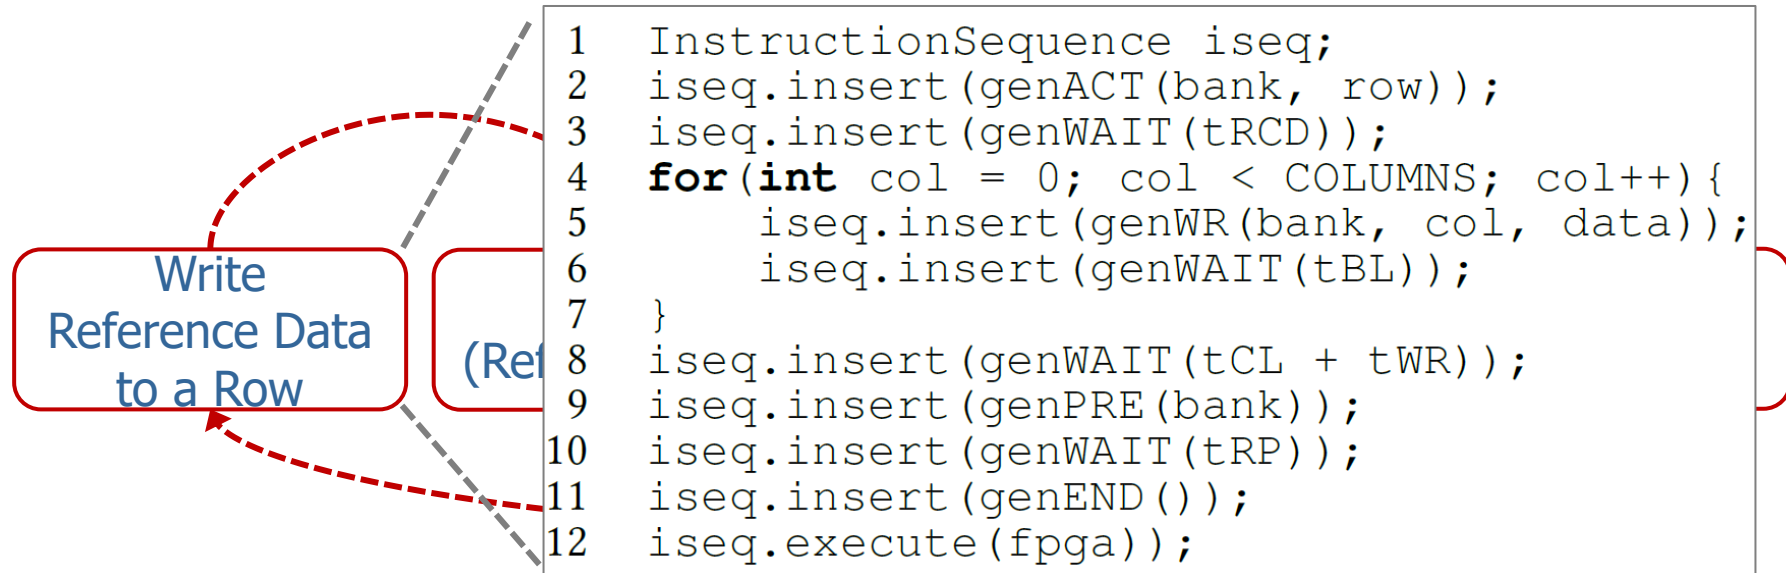 Write
Reference Data
to a Row
(Ref
1 InstructionSequence iseq;
2 iseq.insert(genACT(bank, row));
3 iseq.insert(genWAIT(tRCD));
4 for(int col = 0; col < COLUMNS; col++){
5 iseq.insert(genWR(bank, col, data));
6 iseq.insert(genWAIT(tBL));
7 }
8 iseq.insert(genWAIT(tCL + tWR));
9 iseq.insert(genPRE(bank));
10 iseq.insert(genWAIT(tRP));
11 iseq.insert(genEND());
12 iseq.execute(fpga));